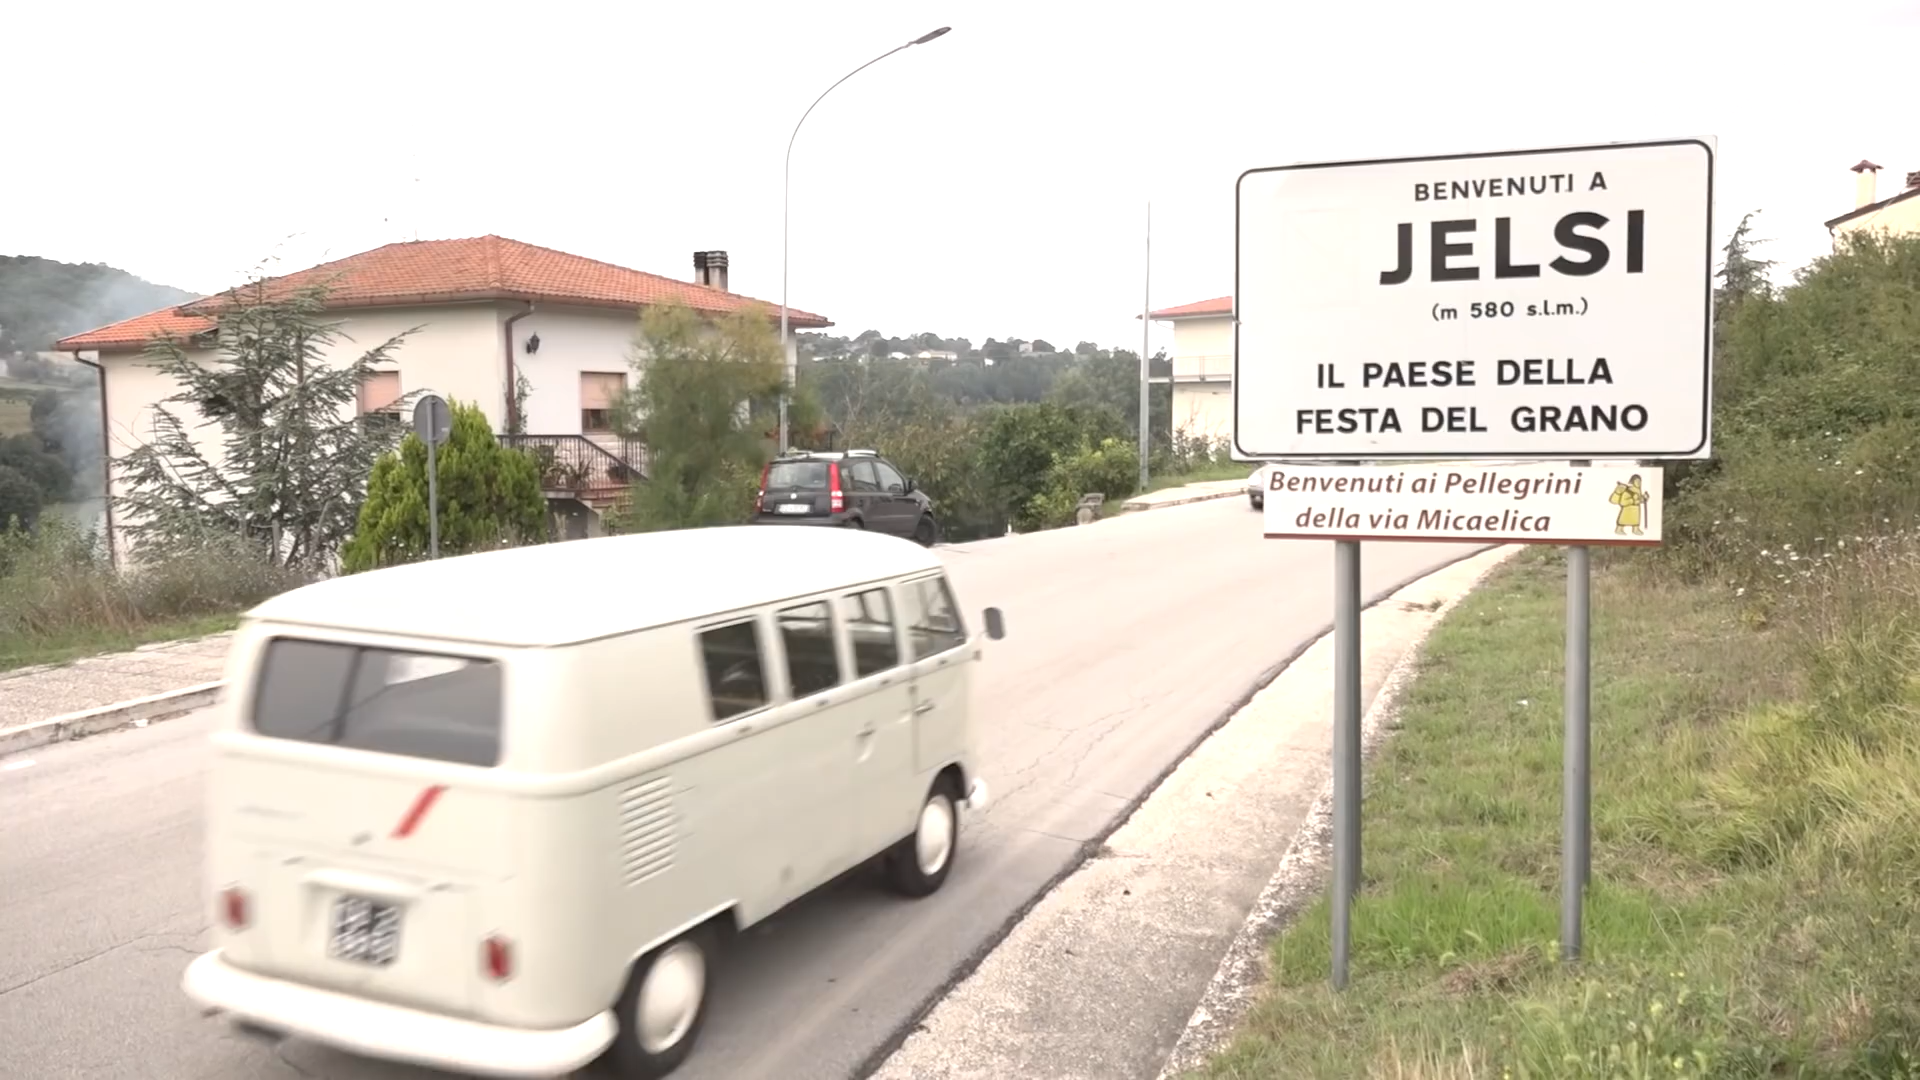 BENVENUTI A
JELSI
(m 580 s.l.m.)
IL PAESE DELLA
FESTA DEL GRANO
Benvenuti ai Pellegrini
della via Micaelica